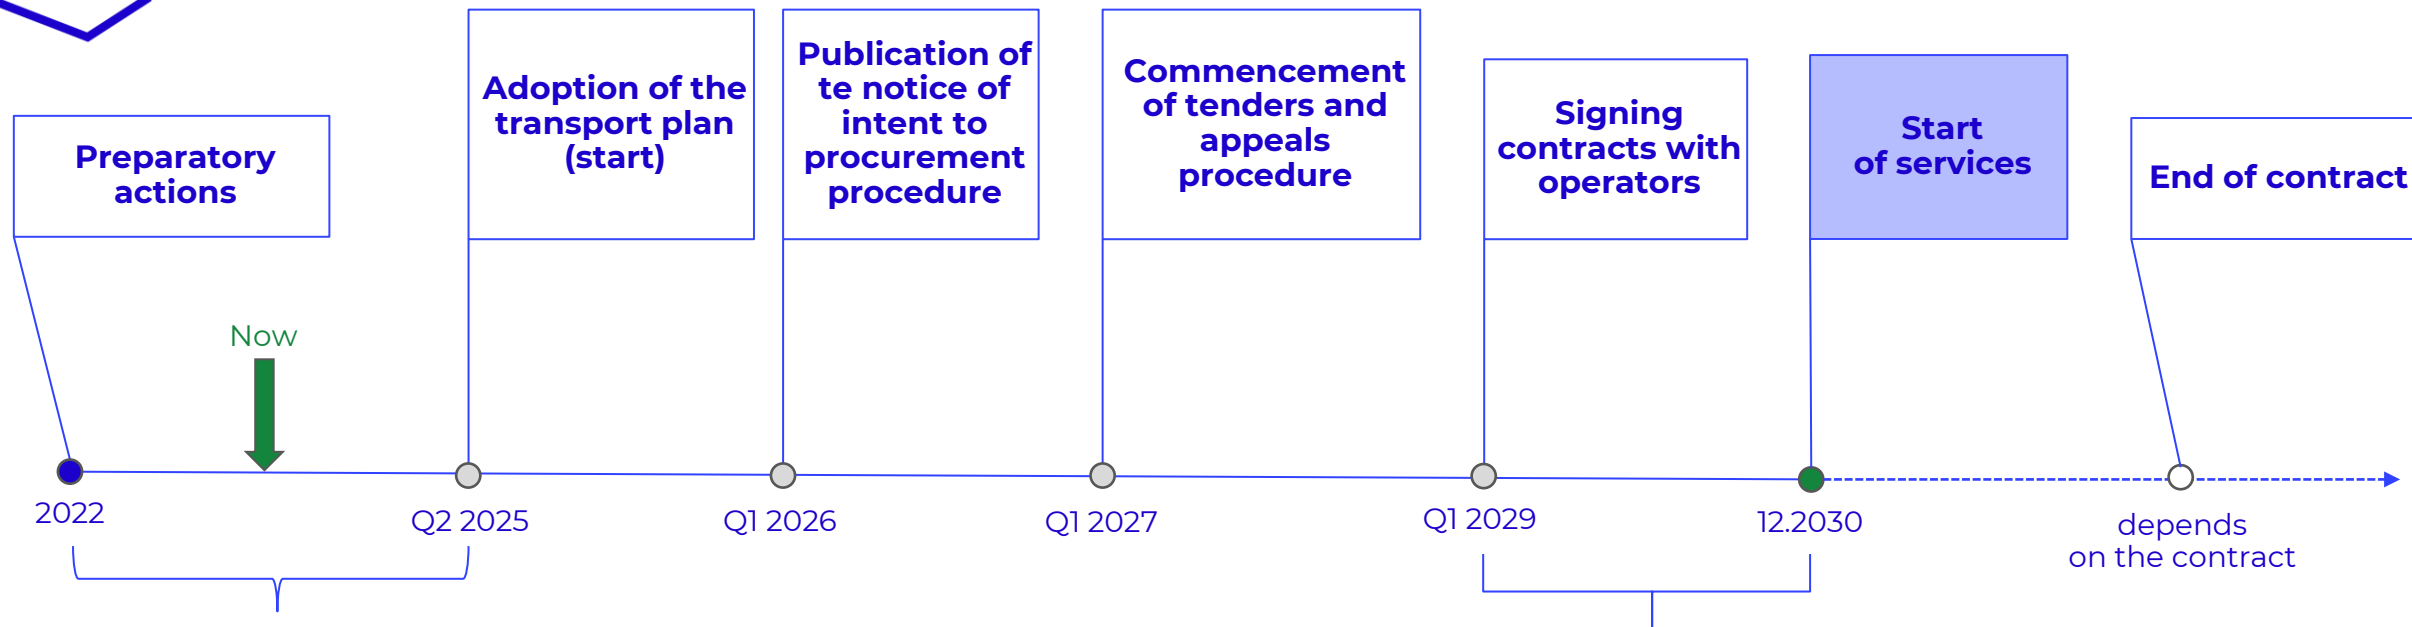 Preparatory
actions
Adoption of the
transport plan
(start)
Publication of
te notice of
intent to
procurement
procedure
Commencement
of tenders and
appeals
procedure
Signing
contracts with
operators
Start
of services
End of contract
Now
2022
Q2 2025
Q1 2026
Q1 2027
Q1 2029
12.2030
depends
on the contract